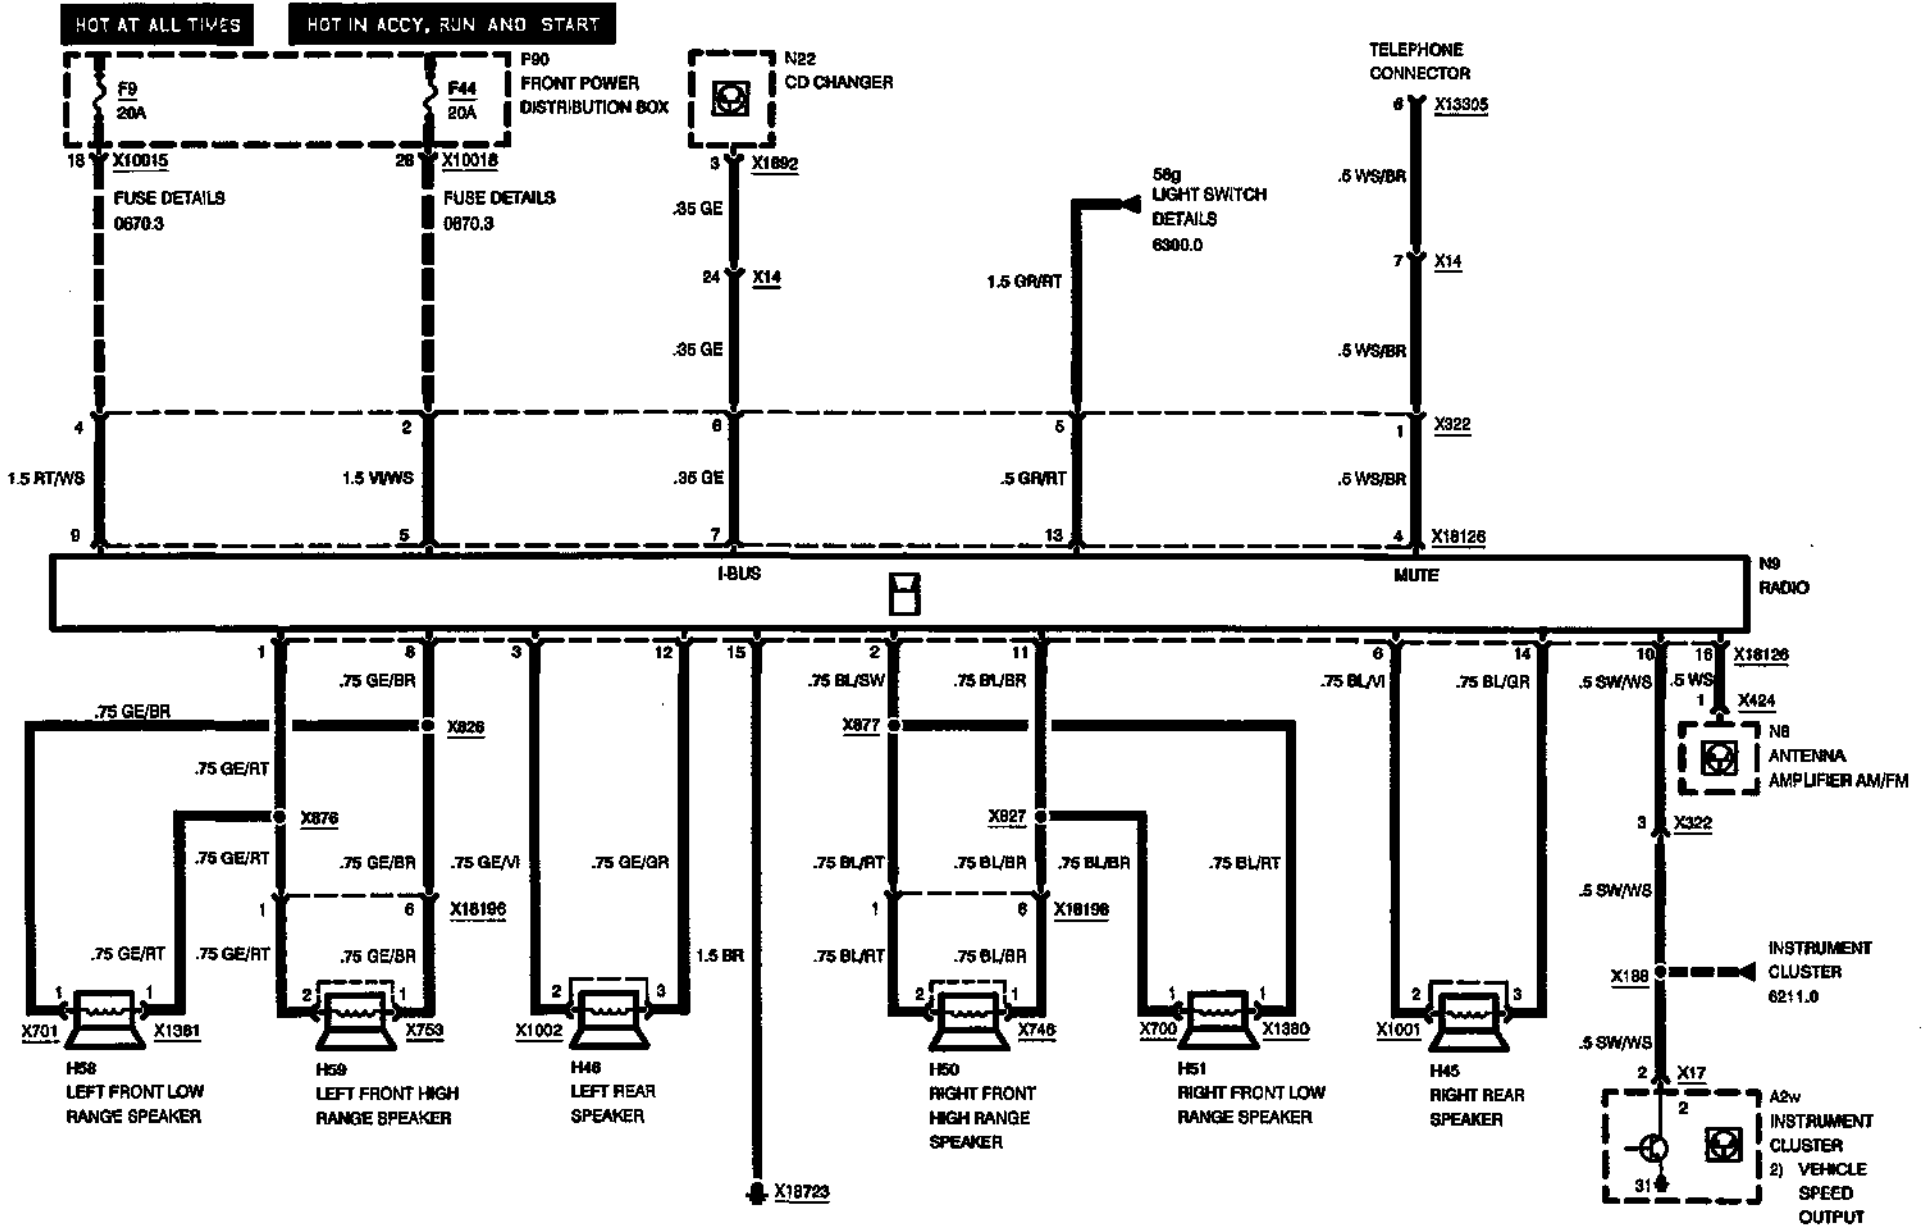 HOT AT ALL TIMES
HOT IN ACCY, RUN AND START
F9
20A
F44
20A
P90
FRONT POWER
DISTRIBUTION BOX
N22
CD CHANGER
TELEPHONE
CONNECTOR
6 X13305
18 X10015
26 X10018
3 X1892
FUSE DETAILS
0670.3
FUSE DETAILS
0670.3
.35 GE
58g
LIGHT SWITCH
DETAILS
6300.0
.5 WS/BR
24 X14
7 X14
1.5 GR/RT
.35 GE
.5 WS/BR
4
2
6
5
1
X322
1.5 RT/WS
1.5 VI/WS
.35 GE
.5 GR/RT
.5 WS/BR
9
5
7
13
4
X18126
I-BUS
MUTE
N9
RADIO
1
8
3
12
15
2
11
6
14
10
16
X18126
.75 GE/BR
.75 BL/SW
.75 BL/BR
.75 BL/VI
.75 BL/GR
.5 SW/WS
.5 WS
1 X424
.75 GE/BR
X826
X877
N8
ANTENNA
AMPLIFIER AM/FM
.75 GE/RT
X876
X827
3 X322
.75 GE/RT
.75 GE/BR
.75 GE/VI
.75 GE/GR
.75 BL/RT
.75 BL/BR
.75 BL/BR
.75 BL/RT
.5 SW/WS
1
6
X18196
1
6
X18198
.75 GE/RT
.75 GE/RT
.75 GE/BR
1.5 BR
.75 BL/RT
.75 BL/BR
X188
INSTRUMENT
CLUSTER
6211.0
1
1
2
1
2
3
2
1
1
1
2
3
X701
X1381
X753
X1002
X746
X700
X1380
X1001
.5 SW/WS
2 X17
H58
LEFT FRONT LOW
RANGE SPEAKER
H59
LEFT FRONT HIGH
RANGE SPEAKER
H46
LEFT REAR
SPEAKER
H50
RIGHT FRONT
HIGH RANGE
SPEAKER
H51
RIGHT FRONT LOW
RANGE SPEAKER
H45
RIGHT REAR
SPEAKER
2
31
A2w
INSTRUMENT
CLUSTER
2) VEHICLE
SPEED
OUTPUT
X18723